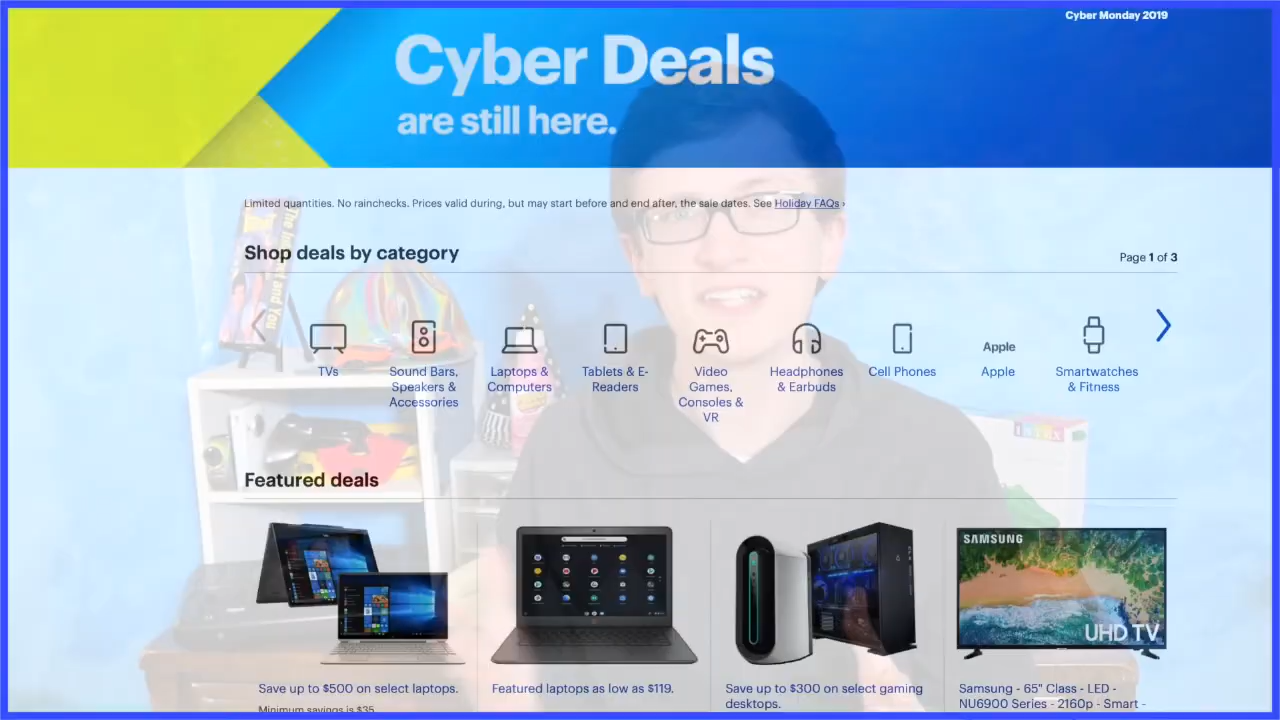 Cyber Monday 2019
Cyber Deals
are still here.
Limited quantities. No rainchecks. Prices valid during, but may start before and end after, the sale dates. See Holiday FAQs ›
The Internet and You
Shop deals by category
Page 1 of 3
TVs
Sound Bars,
Speakers &
Accessories
Laptops &
Computers
Tablets & E-
Readers
Video
Games,
Consoles &
VR
Headphones
& Earbuds
Cell Phones
Apple
Apple
Smartwatches
& Fitness
Featured deals
SAMSUNG
UHD TV
Save up to $500 on select laptops.
Minimum savings is $35.
Featured laptops as low as $119.
Save up to $300 on select gaming
desktops.
Samsung - 65" Class - LED -
NU6900 Series - 2160p - Smart -